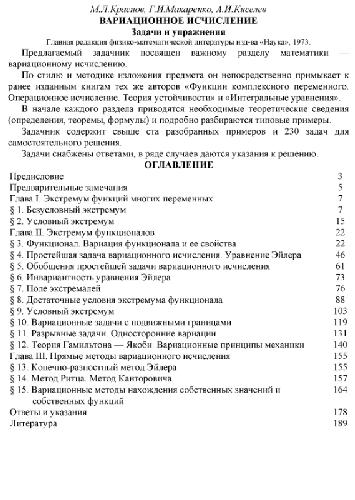 М.Л.Краснов, Г.И.Макаренко, А.И.Киселев
ВАРИАЦИОННОЕ ИСЧИСЛЕНИЕ
Задачи и упражнения
Главная редакция физико-математической литературы изд-ва «Наука», 1973.
Предлагаемый задачник посвящен важному разделу математики —
вариационному исчислению.
По стилю и методике изложения предмета он непосредственно примыкает к
ранее изданным книгам тех же авторов «Функции комплексного переменного.
Операционное исчисление. Теория устойчивости» и «Интегральные уравнения».
В начале каждого раздела приводятся необходимые теоретические сведения
(определения, теоремы, формулы) и подробно разбираются типовые примеры.
Задачник содержит свыше ста разобранных примеров и 230 задач для
самостоятельного решения.
Задачи снабжены ответами, в ряде случаев даются указания к решению.
ОГЛАВЛЕНИЕ
Предисловие 3
Предварительные замечания 5
Глава I. Экстремум функций многих переменных 7
§ 1. Безусловный экстремум 7
§ 2. Условный экстремум 15
Глава II. Экстремум функционалов 22
§ 3. Функционал. Вариация функционала и ее свойства 22
§ 4. Простейшая задача вариационного исчисления. Уравнение Эйлера 46
§ 5. Обобщения простейшей задачи вариационного исчисления 61
§ 6. Инвариантность уравнения Эйлера 73
§ 7. Поле экстремалей 76
§ 8. Достаточные условия экстремума функционала 88
§ 9. Условный экстремум 103
§ 10. Вариационные задачи с подвижными границами 119
§ 11. Разрывные задачи. Односторонние вариации 131
§ 12. Теория Гамильтона — Якоби. Вариационные принципы механики 140
Глава III. Прямые методы вариационного исчисления 155
§ 13. Конечно-разностный метод Эйлера 155
§ 14. Метод Ритца. Метод Канторовича 157
§ 15. Вариационные методы нахождения собственных значений и 164
собственных функций
Ответы и указания 178
Литература 189